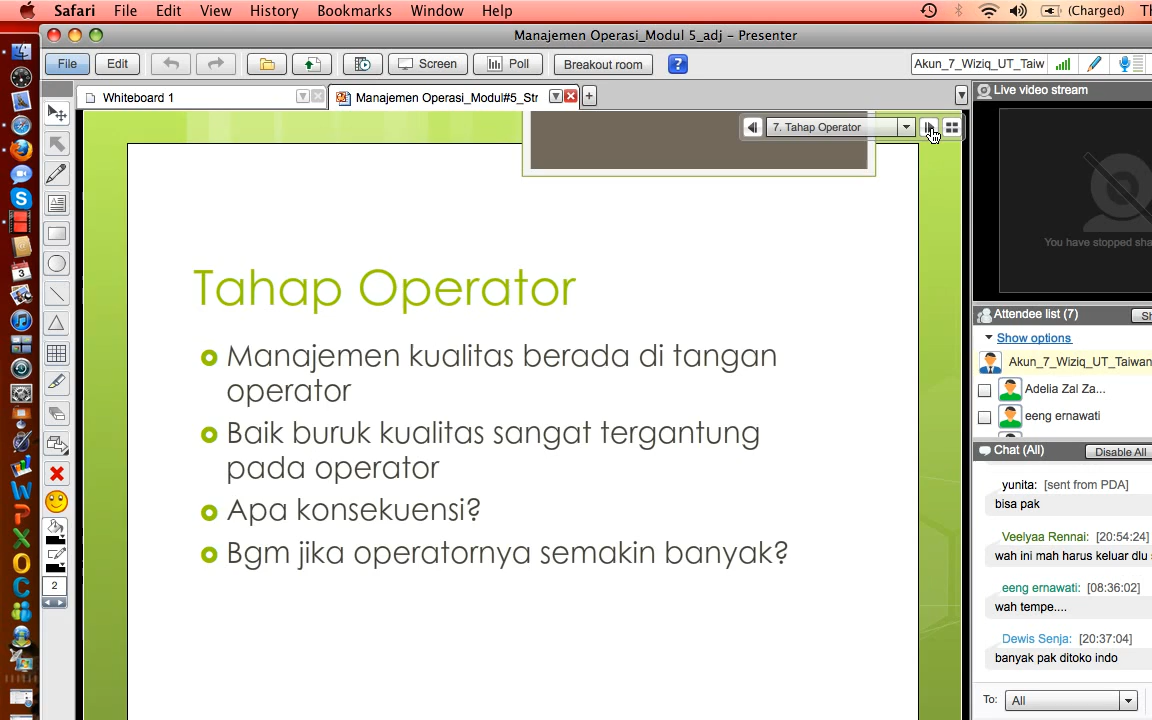 Safari File Edit View History Bookmarks Window Help (Charged)
Manajemen Operasi_Modul 5_adj – Presenter
File Edit Screen Poll Breakout room ? Akun_7_Wiziq_UT_Taiw
Whiteboard 1 Manajemen Operasi_Modul#5_Str +
Live video stream
7. Tahap Operator
You have stopped sha
Tahap Operator
Manajemen kualitas berada di tangan
operator
Baik buruk kualitas sangat tergantung
pada operator
Apa konsekuensi?
Bgm jika operatornya semakin banyak?
2
Attendee list (7) Sh
Show options
Akun_7_Wiziq_UT_Taiwan
Adelia Zal Za...
eeng ernawati
Chat (All) Disable All
yunita: [sent from PDA]
bisa pak
Veelyaa Rennai: [20:54:24]
wah ini mah harus keluar dlu
eeng ernawati: [08:36:02]
wah tempe....
Dewis Senja: [20:37:04]
banyak pak ditoko indo
To: All